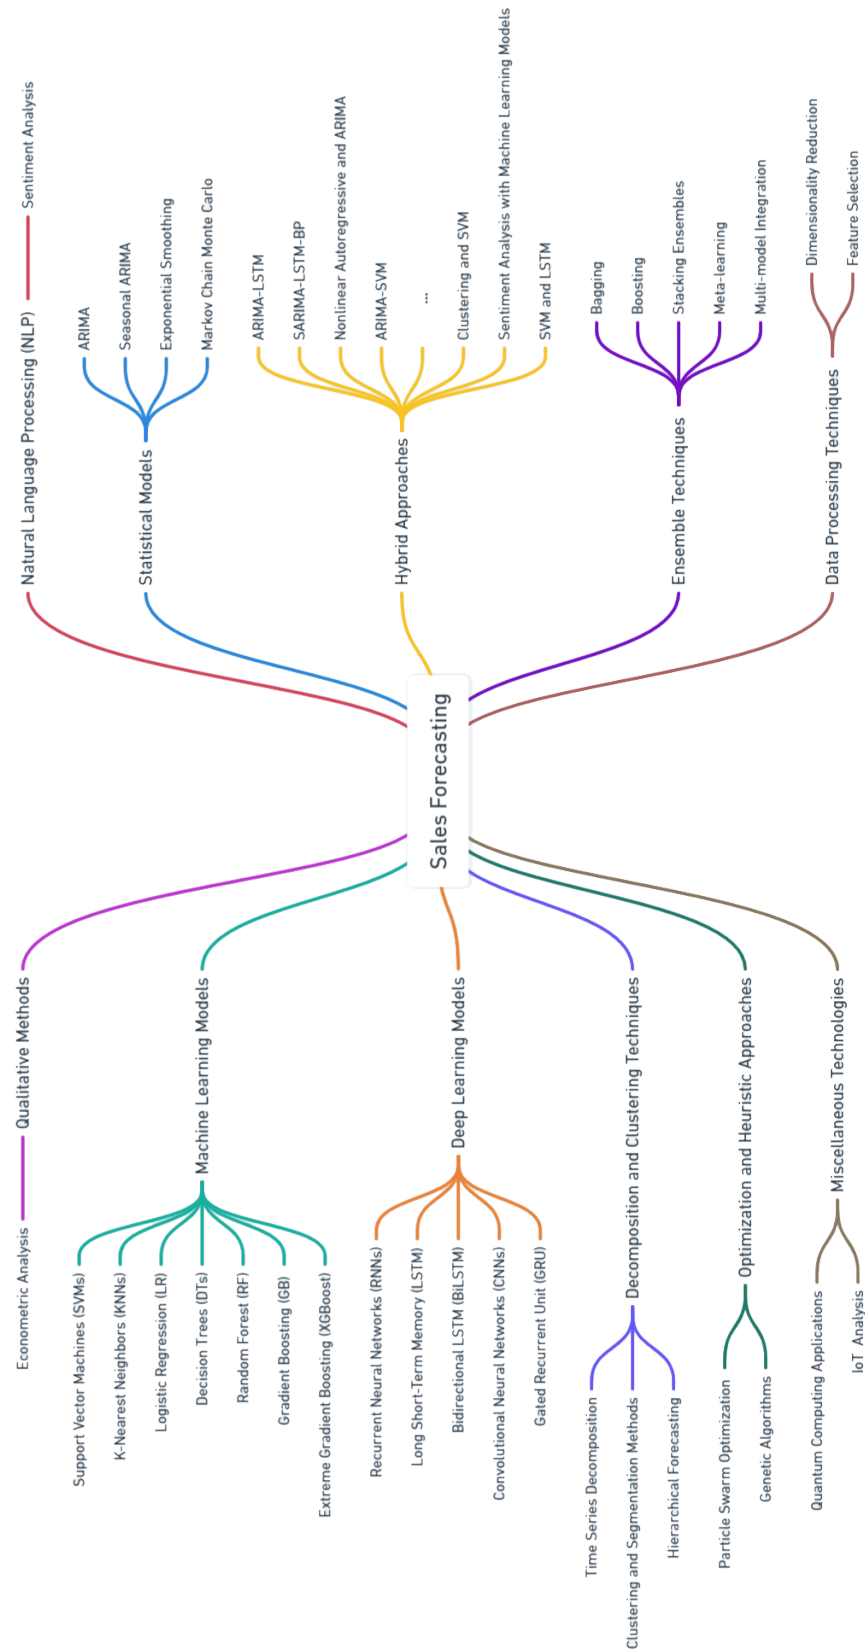 Sales Forecasting
Qualitative Methods
Econometric Analysis
Machine Learning Models
Support Vector Machines (SVMs)
K-Nearest Neighbors (KNNs)
Logistic Regression (LR)
Decision Trees (DTs)
Random Forest (RF)
Gradient Boosting (GB)
Extreme Gradient Boosting (XGBoost)
Deep Learning Models
Recurrent Neural Networks (RNNs)
Long Short-Term Memory (LSTM)
Bidirectional LSTM (BiLSTM)
Convolutional Neural Networks (CNNs)
Gated Recurrent Unit (GRU)
Decomposition and Clustering Techniques
Time Series Decomposition
Clustering and Segmentation Methods
Hierarchical Forecasting
Optimization and Heuristic Approaches
Particle Swarm Optimization
Genetic Algorithms
Miscellaneous Technologies
Quantum Computing Applications
IoT Analysis
Natural Language Processing (NLP)
Sentiment Analysis
Statistical Models
ARIMA
Seasonal ARIMA
Exponential Smoothing
Markov Chain Monte Carlo
Hybrid Approaches
ARIMA-LSTM
SARIMA-LSTM-BP
Nonlinear Autoregressive and ARIMA
ARIMA-SVM
...
Clustering and SVM
Sentiment Analysis with Machine Learning Models
SVM and LSTM
Ensemble Techniques
Bagging
Boosting
Stacking Ensembles
Meta-learning
Multi-model Integration
Data Processing Techniques
Dimensionality Reduction
Feature Selection